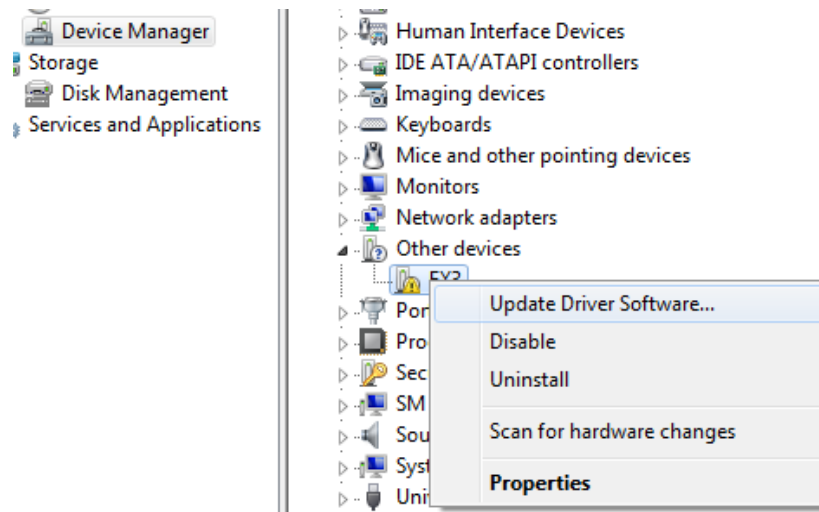 Device Manager
Storage
Disk Management
Services and Applications
Human Interface Devices
IDE ATA/ATAPI controllers
Imaging devices
Keyboards
Mice and other pointing devices
Monitors
Network adapters
Other devices
Por
Pro
Sec
SM
Sou
Syst
Uni
Update Driver Software...
Disable
Uninstall
Scan for hardware changes
Properties